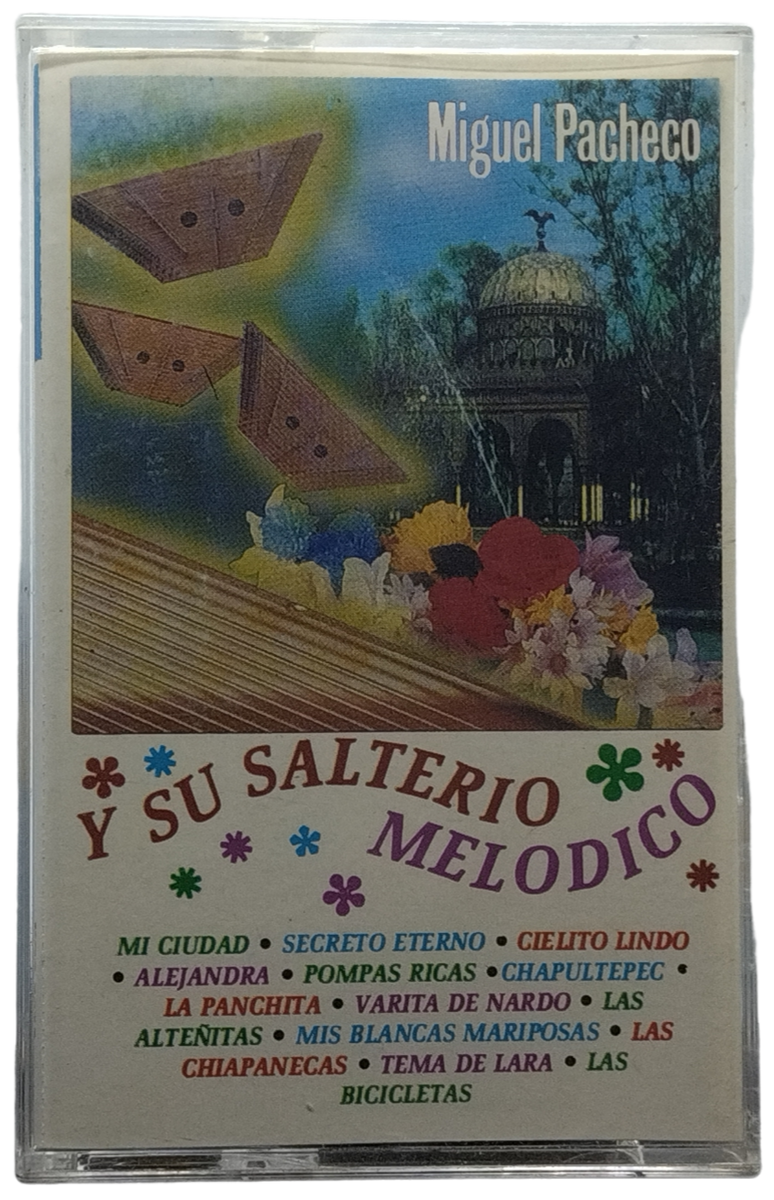 Miguel Pacheco
Y SU SALTERIO
MELODICO
MI CIUDAD • SECRETO ETERNO • CIELITO LINDO
• ALEJANDRA • POMPAS RICAS • CHAPULTEPEC •
LA PANCHITA • VARITA DE NARDO • LAS
ALTEÑITAS • MIS BLANCAS MARIPOSAS • LAS
CHIAPANECAS • TEMA DE LARA • LAS
BICICLETAS